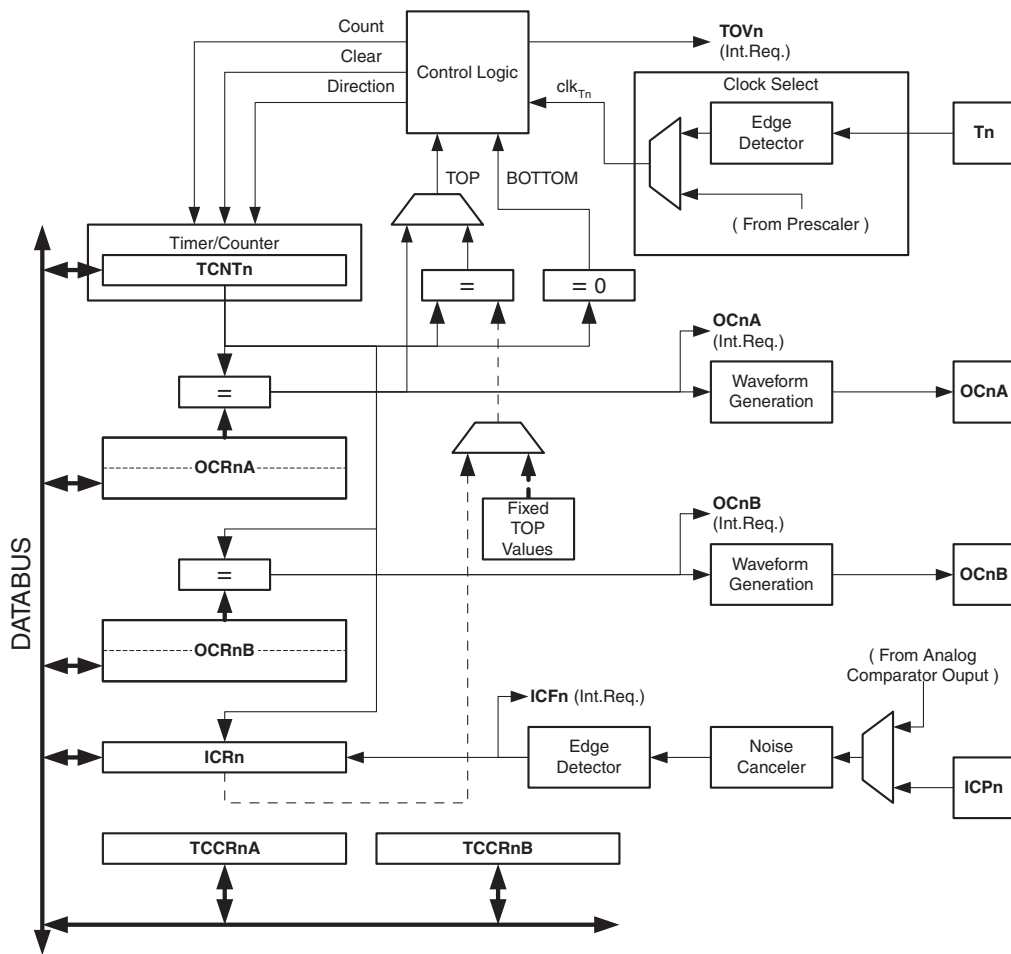 Count
Clear
Direction
Control Logic
TOVn
(Int.Req.)
clkTn
Clock Select
Edge
Detector
Tn
( From Prescaler )
TOP
BOTTOM
Timer/Counter
TCNTn
=
= 0
OCnA
(Int.Req.)
=
Waveform
Generation
OCnA
OCRnA
Fixed
TOP
Values
OCnB
(Int.Req.)
=
Waveform
Generation
OCnB
OCRnB
DATABUS
( From Analog
Comparator Ouput )
ICFn (Int.Req.)
ICRn
Edge
Detector
Noise
Canceler
ICPn
TCCRnA
TCCRnB